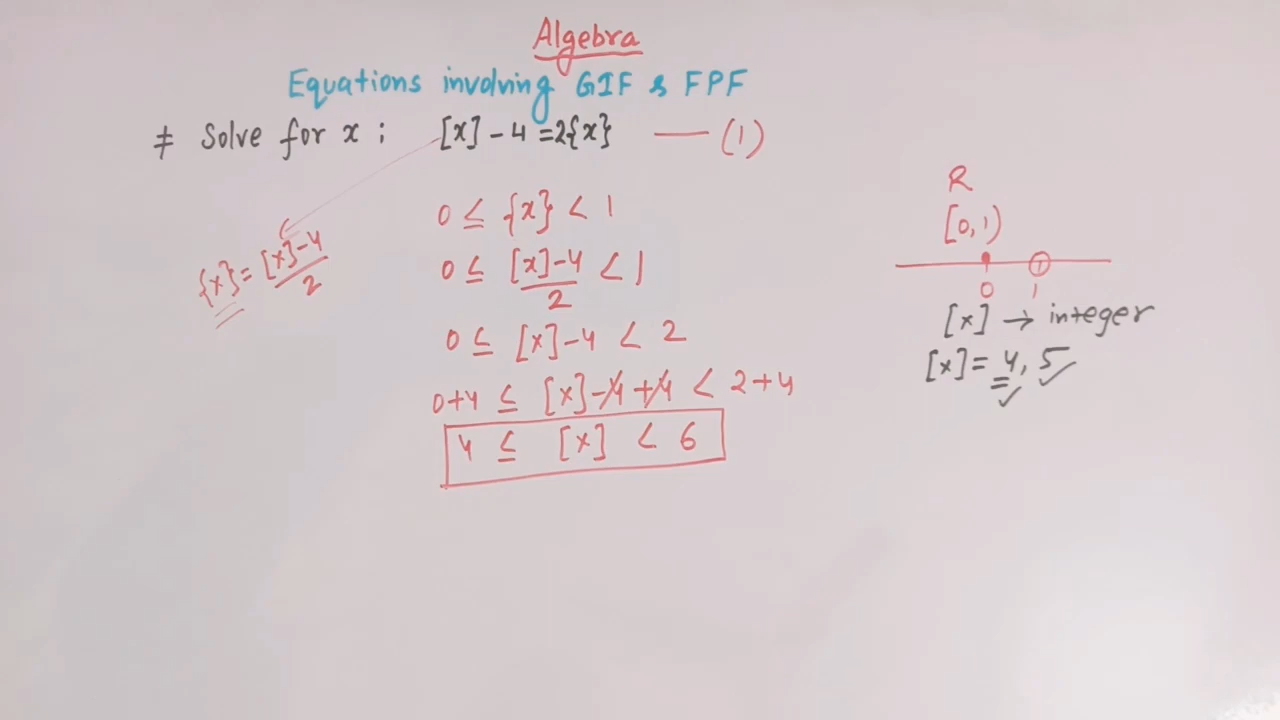 Algebra
Equations involving GIF & FPF
# Solve for x : [x] - 4 = 2{x} —— (1)
0 ≤ {x} < 1
{x} = [x]-4/2
0 ≤ [x]-4/2 < 1
0 ≤ [x]-4 < 2
0+4 ≤ [x]-4+4 < 2+4
4 ≤ [x] < 6
R
[0,1)
0 1
[x] → integer
[x] = 4, 5